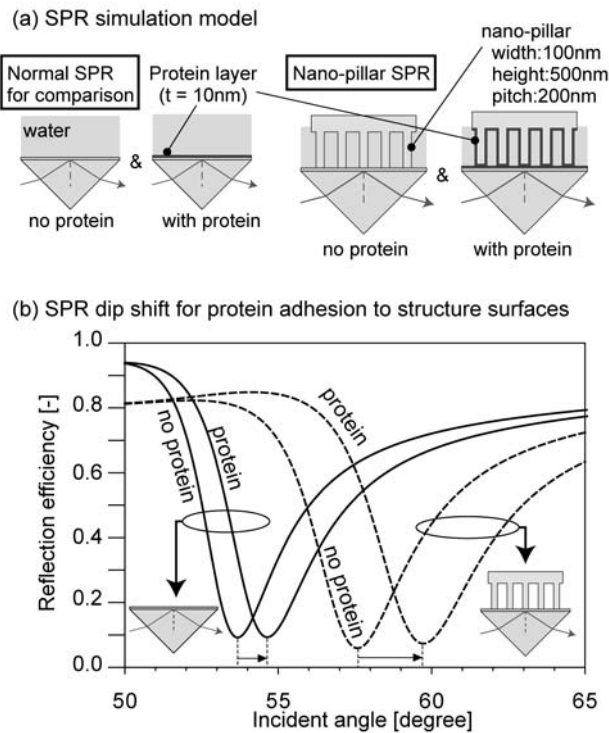 (a) SPR simulation model
Normal SPR
for comparison
Protein layer
(t = 10nm)
Nano-pillar SPR
nano-pillar
width:100nm
height:500nm
pitch:200nm
water
&
&
no protein
with protein
no protein
with protein
(b) SPR dip shift for protein adhesion to structure surfaces
1.0
0.8
0.6
0.4
0.2
0.0
Reflection efficiency [-]
no protein
protein
protein
no protein
50
55
60
65
Incident angle [degree]